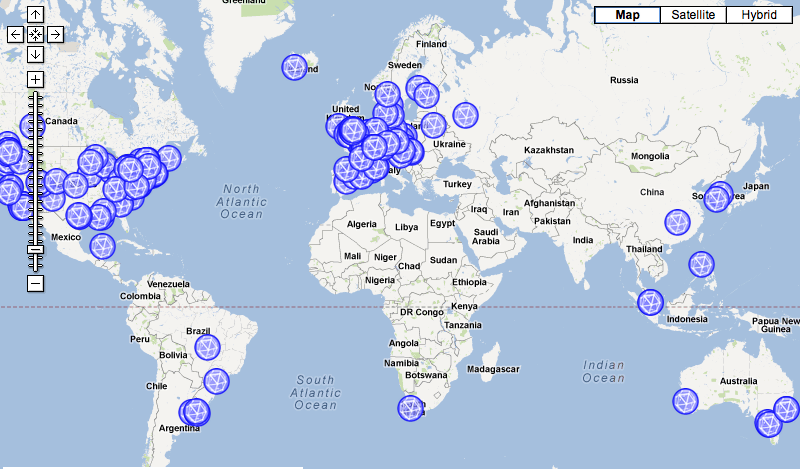 Greenland
Map
Satellite
Hybrid
Finland
Sweden
Russia
Canada
United
Ukraine
Kazakhstan
Mongolia
Turkey
China
Japan
North
Atlantic
Ocean
Iraq
Iran
Afghanistan
Pakistan
Algeria
Libya
Egypt
Saudi
Arabia
India
Mexico
Mali
Niger
Chad
Sudan
Thailand
Nigeria
Ethiopia
Venezuela
Colombia
DR Congo
Kenya
Tanzania
Indonesia
Papua New
Guinea
Peru
Brazil
Bolivia
Angola
Namibia
Botswana
Madagascar
Chile
South
Atlantic
Ocean
Indian
Ocean
Australia
Argentina